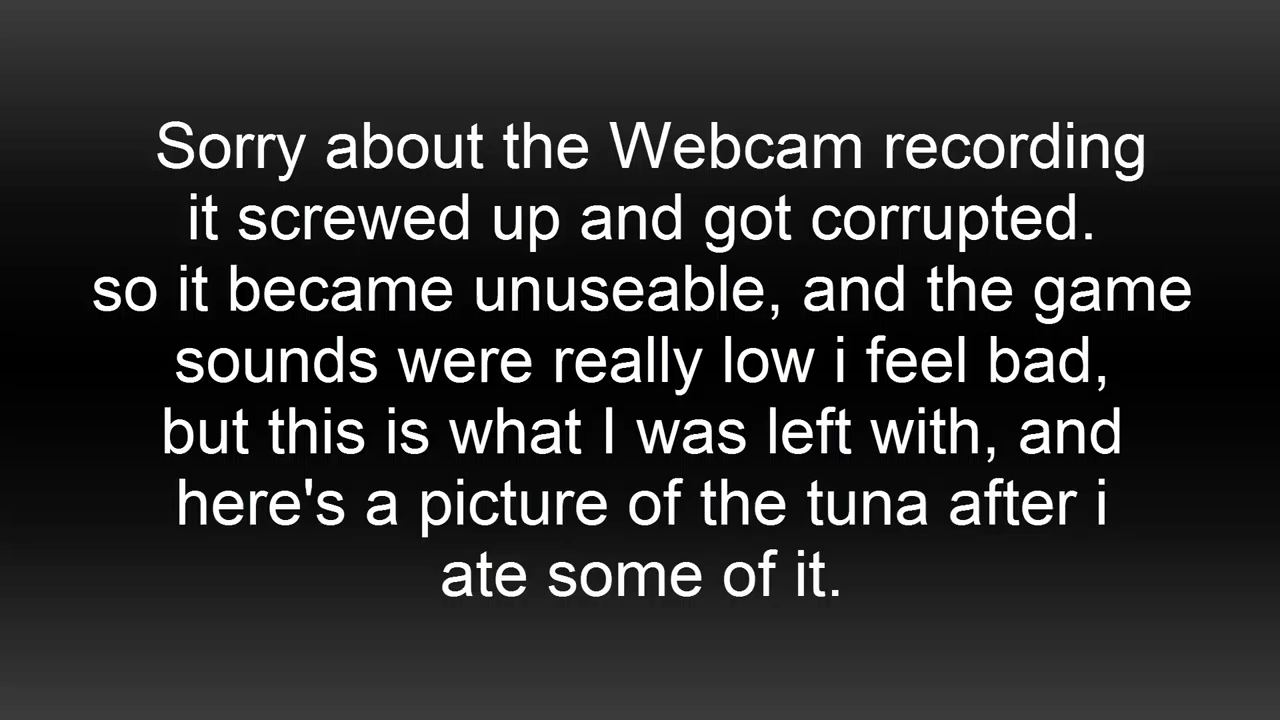 Sorry about the Webcam recording
it screwed up and got corrupted.
so it became unuseable, and the game
sounds were really low i feel bad,
but this is what I was left with, and
here's a picture of the tuna after i
ate some of it.